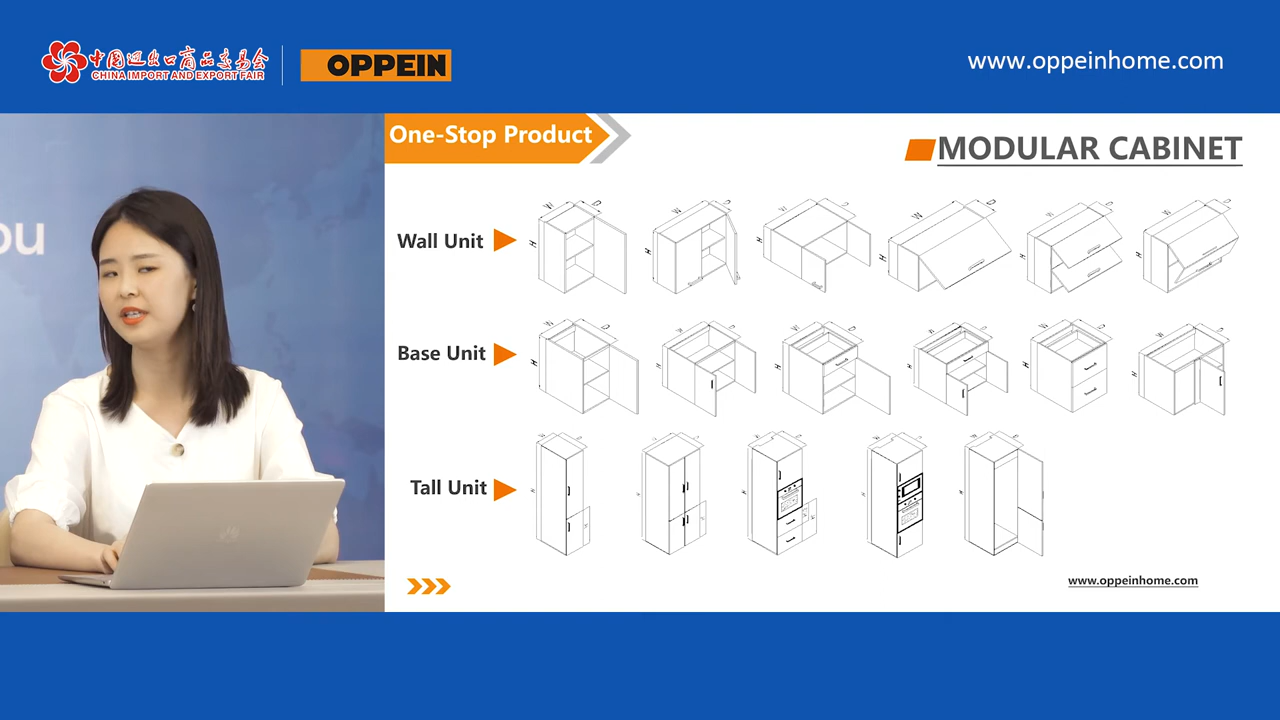 中国进出口商品交易会
CHINA IMPORT AND EXPORT FAIR
OPPEIN
www.oppeinhome.com
ou
One-Stop Product
MODULAR CABINET
Wall Unit
W D H
W D H
W D H
W D H
W D H
W D H
Base Unit
W D H
W D H
W D H
W D H
W D H
W D H
Tall Unit
www.oppeinhome.com